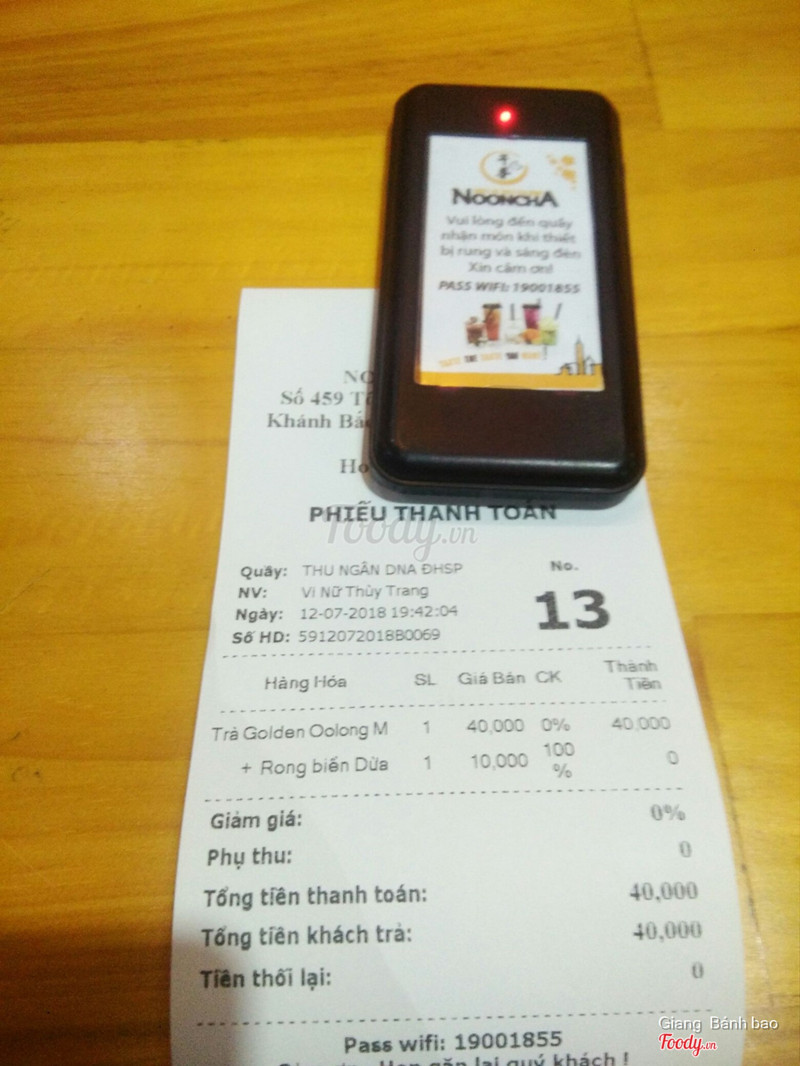 NOONCHA
Vui lòng đến quầy
nhận món khi thiết
bị rung và sáng đèn
Xin cảm ơn!
PASS WIFI: 19001855
Số 459
Khánh
PHIẾU THANH TOÁN
Foody.vn
Quầy: THU NGÂN DNA ĐHSP
No.
NV: Vi Nữ Thùy Trang
13
Ngày: 12-07-2018 19:42:04
Số HD: 5912072018B0069
Hàng Hóa SL Giá Bán CK Thành Tiền
Trà Golden Oolong M 1 40,000 0% 40,000
+ Rong biển Dừa 1 10,000 100 % 0
Giảm giá: 0%
Phụ thu: 0
Tổng tiền thanh toán: 40,000
Tổng tiền khách trả: 40,000
Tiền thối lại: 0
Pass wifi: 19001855
Hẹn gặp lại quý khách !
Giang Bánh bao
Foody.vn